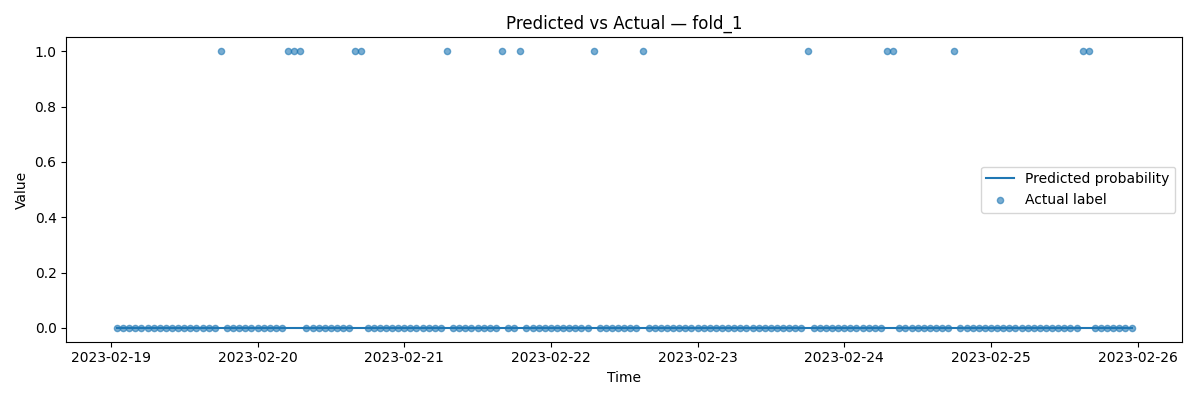 Predicted vs Actual — fold_1
1.0
0.8
0.6
0.4
0.2
0.0
Value
Predicted probability
Actual label
2023-02-19 2023-02-20 2023-02-21 2023-02-22 2023-02-23 2023-02-24 2023-02-25 2023-02-26
Time